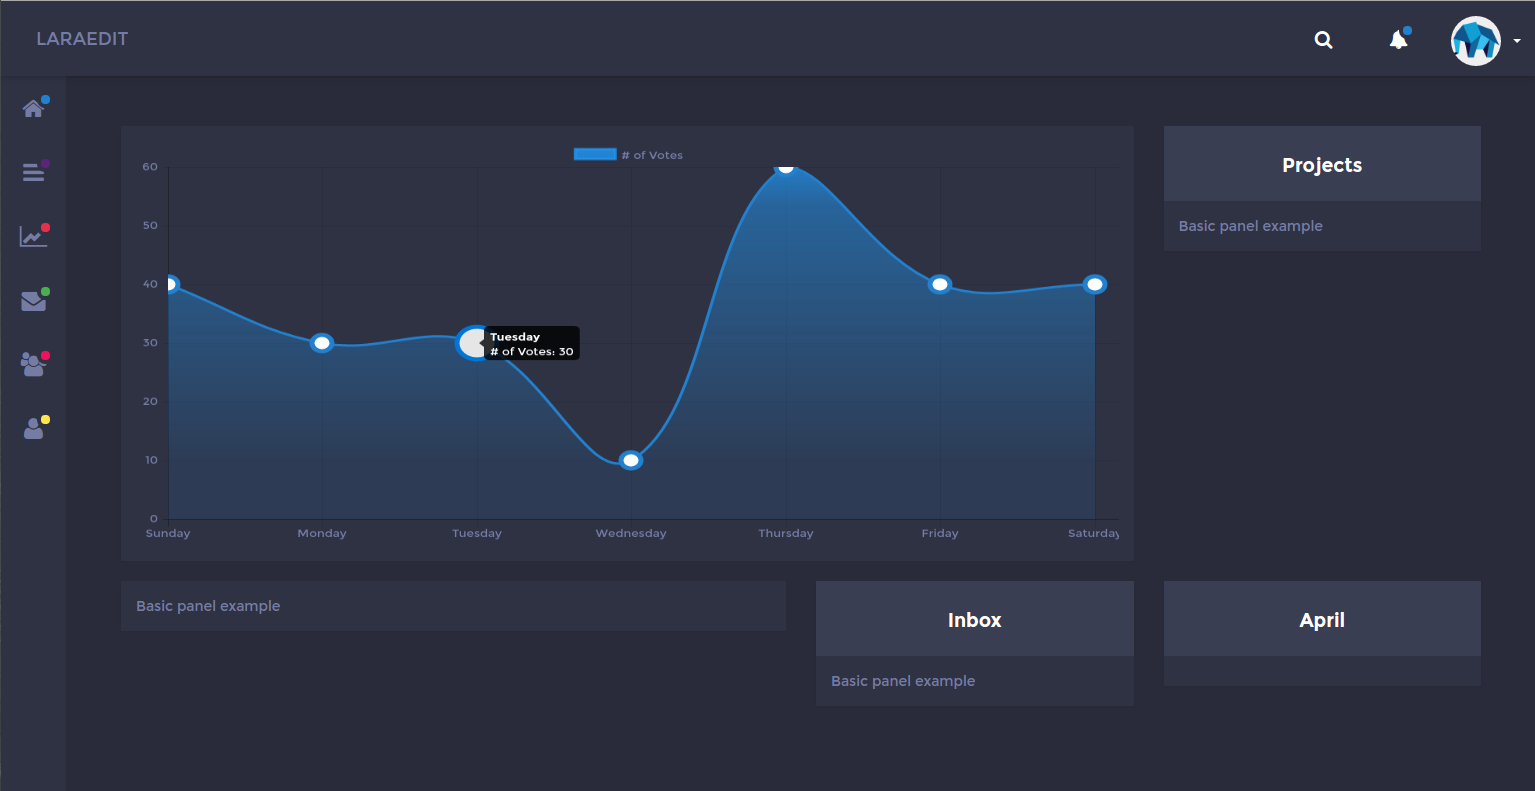 LARAEDIT
# of Votes
60
50
40
30
20
10
0
Tuesday
# of Votes: 30
Sunday Monday Tuesday Wednesday Thursday Friday Saturday
Projects
Basic panel example
Basic panel example
Inbox
Basic panel example
April